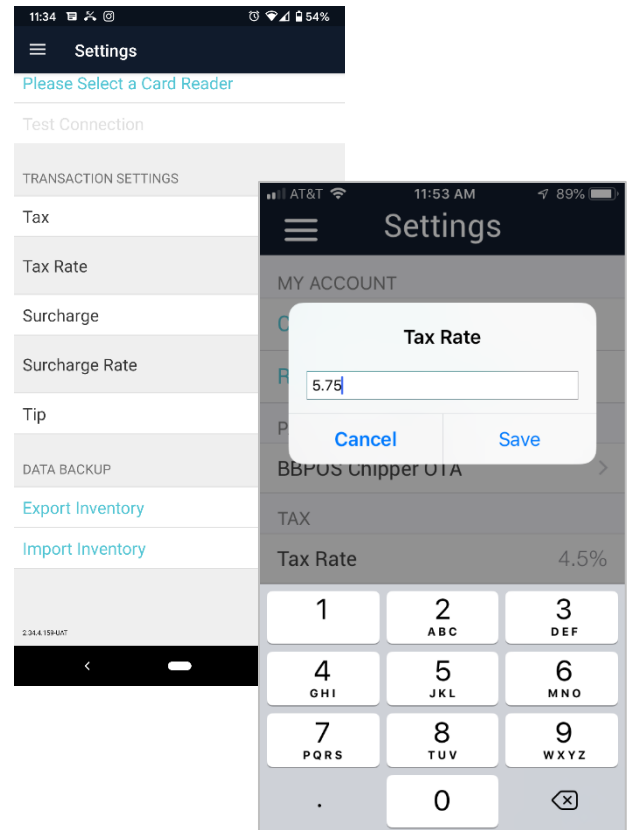 11:34 54%
Settings
Please Select a Card Reader
Test Connection
TRANSACTION SETTINGS
Tax
Tax Rate
Surcharge
Surcharge Rate
Tip
DATA BACKUP
Export Inventory
Import Inventory
2.34.4.159-UAT
AT&T 11:53 AM 89%
Settings
MY ACCOUNT
C
R
P
Tax Rate
5.75
Cancel Save
BBPOS Chipper OTA
TAX
Tax Rate 4.5%
1 2 3
ABC DEF
4 5 6
GHI JKL MNO
7 8 9
PQRS TUV WXYZ
. 0